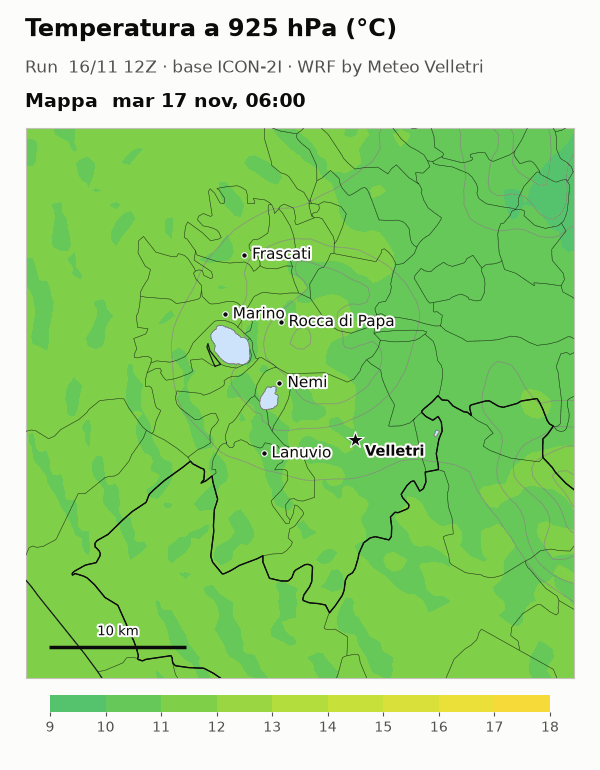 Temperatura a 925 hPa (°C)
Run  16/11 12Z · base ICON-2I · WRF by Meteo Velletri
Mappa  mar 17 nov, 06:00
Frascati
Marino
Rocca di Papa
Nemi
Velletri
Lanuvio
10 km
9 10 11 12 13 14 15 16 17 18